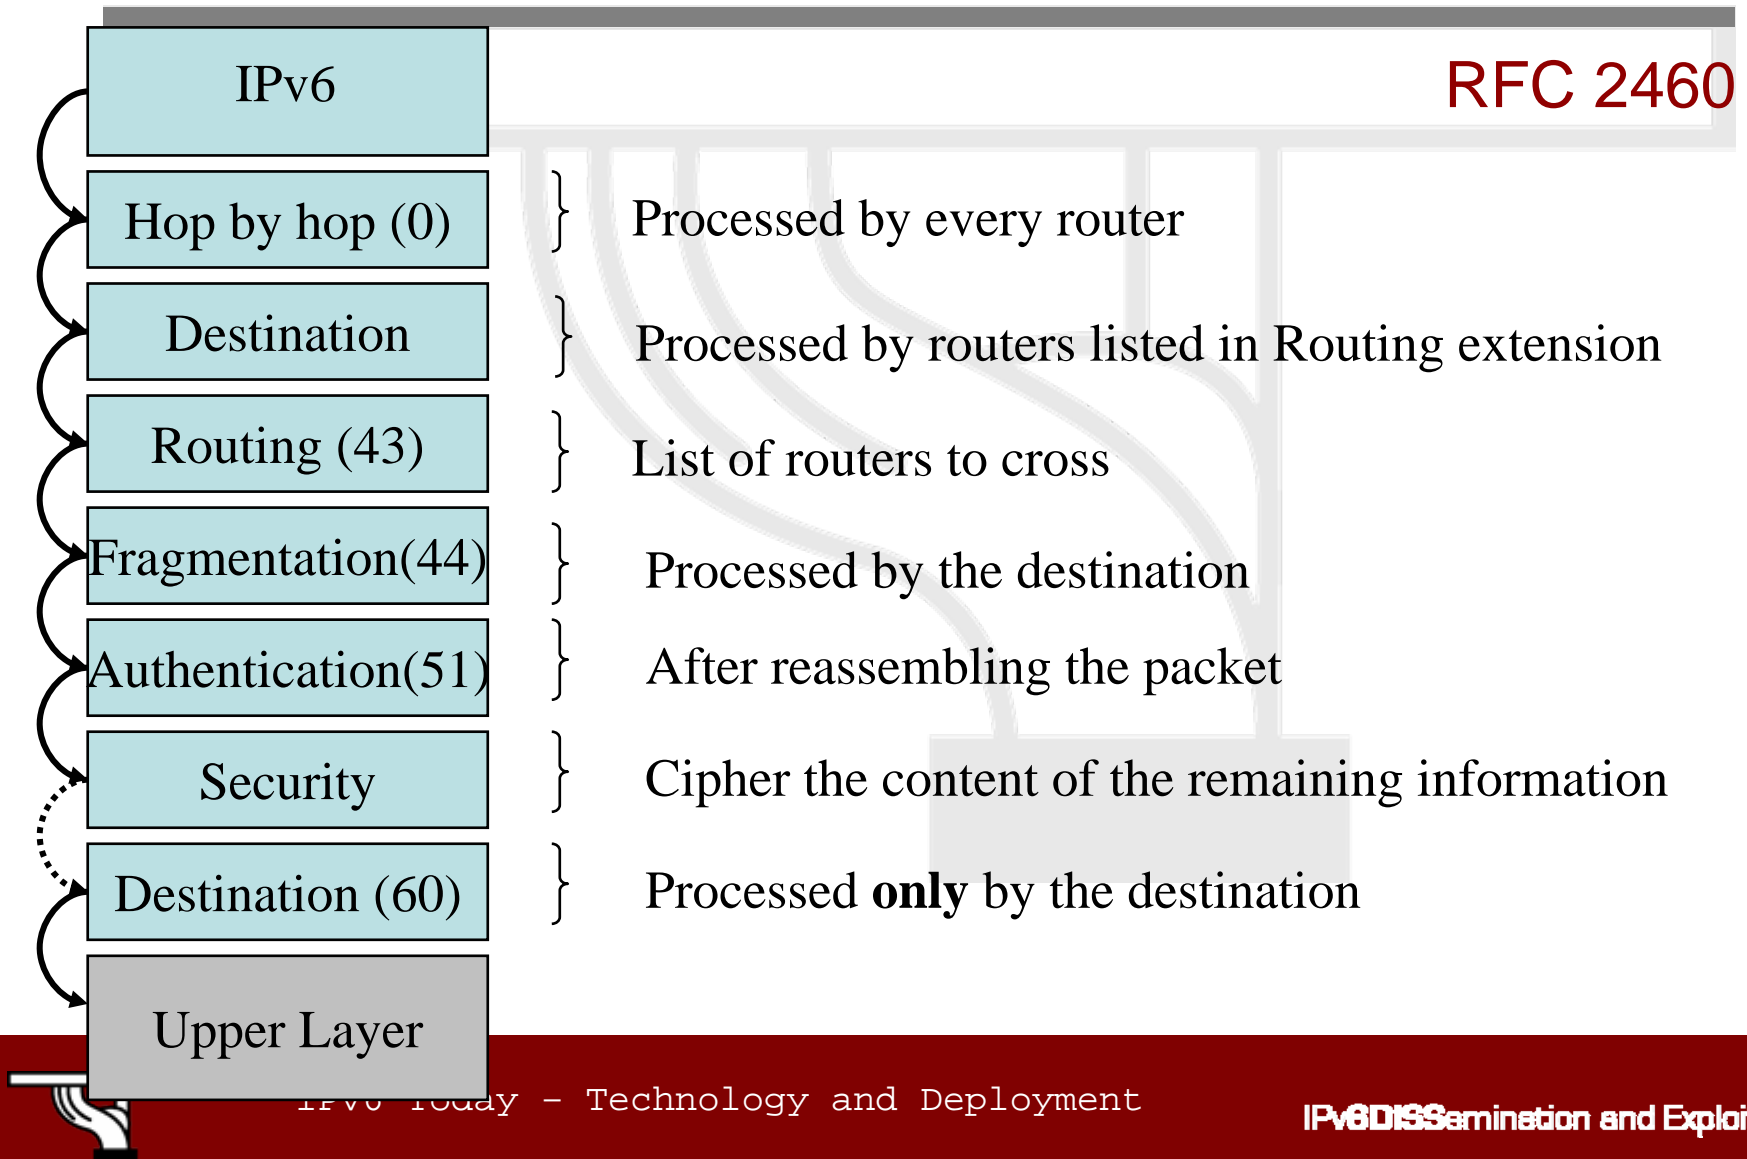 IPv6
RFC 2460
Hop by hop (0)
Processed by every router
Destination
Processed by routers listed in Routing extension
Routing (43)
List of routers to cross
Fragmentation(44)
Processed by the destination
Authentication(51)
After reassembling the packet
Security
Cipher the content of the remaining information
Destination (60)
Processed only by the destination
Upper Layer
IPv6 Today – Technology and Deployment
and